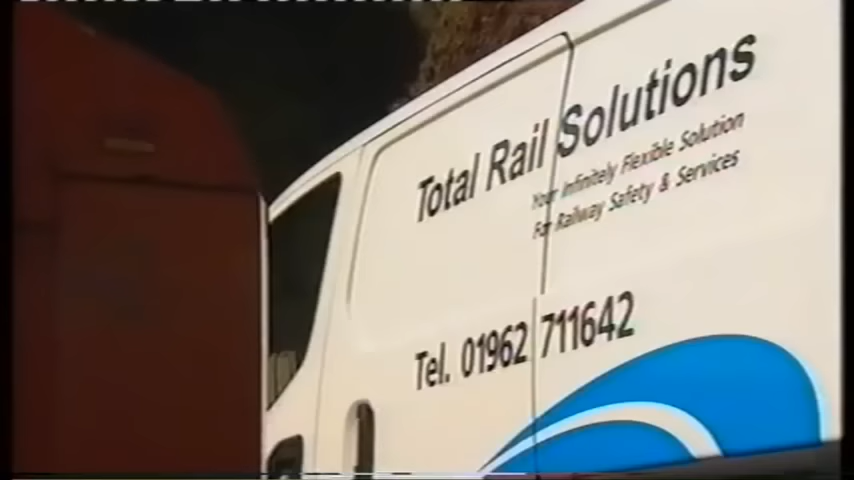 Total Rail Solutions
Your Infinitely Flexible Solution
For Railway Safety & Services
Tel. 01962 711642